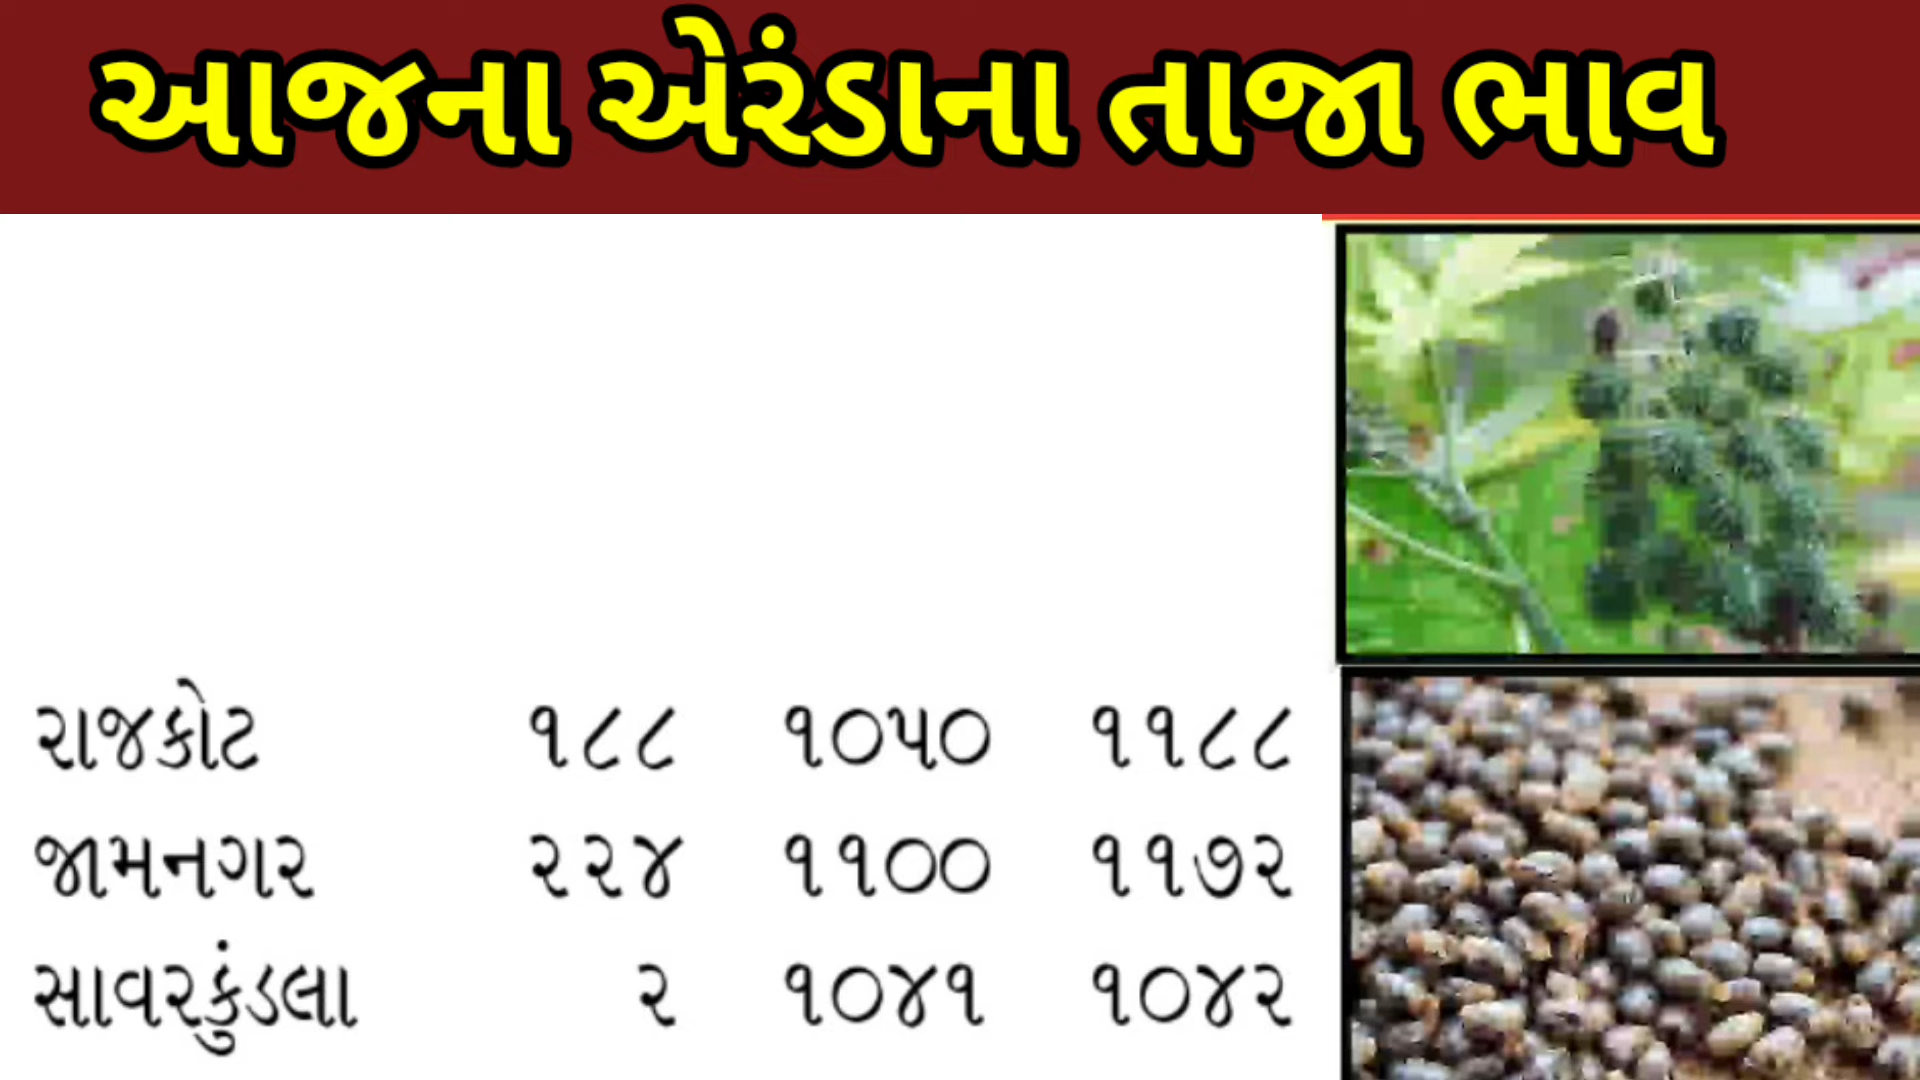 આજના એરંડાના તાજા ભાવ
રાજકોટ ૧૮૮ ૧૦૫૦ ૧૧૮૮
જામનગર ૨૨૪ ૧૧૦૦ ૧૧૭૨
સાવરકુંડલા ૨ ૧૦૪૧ ૧૦૪૨